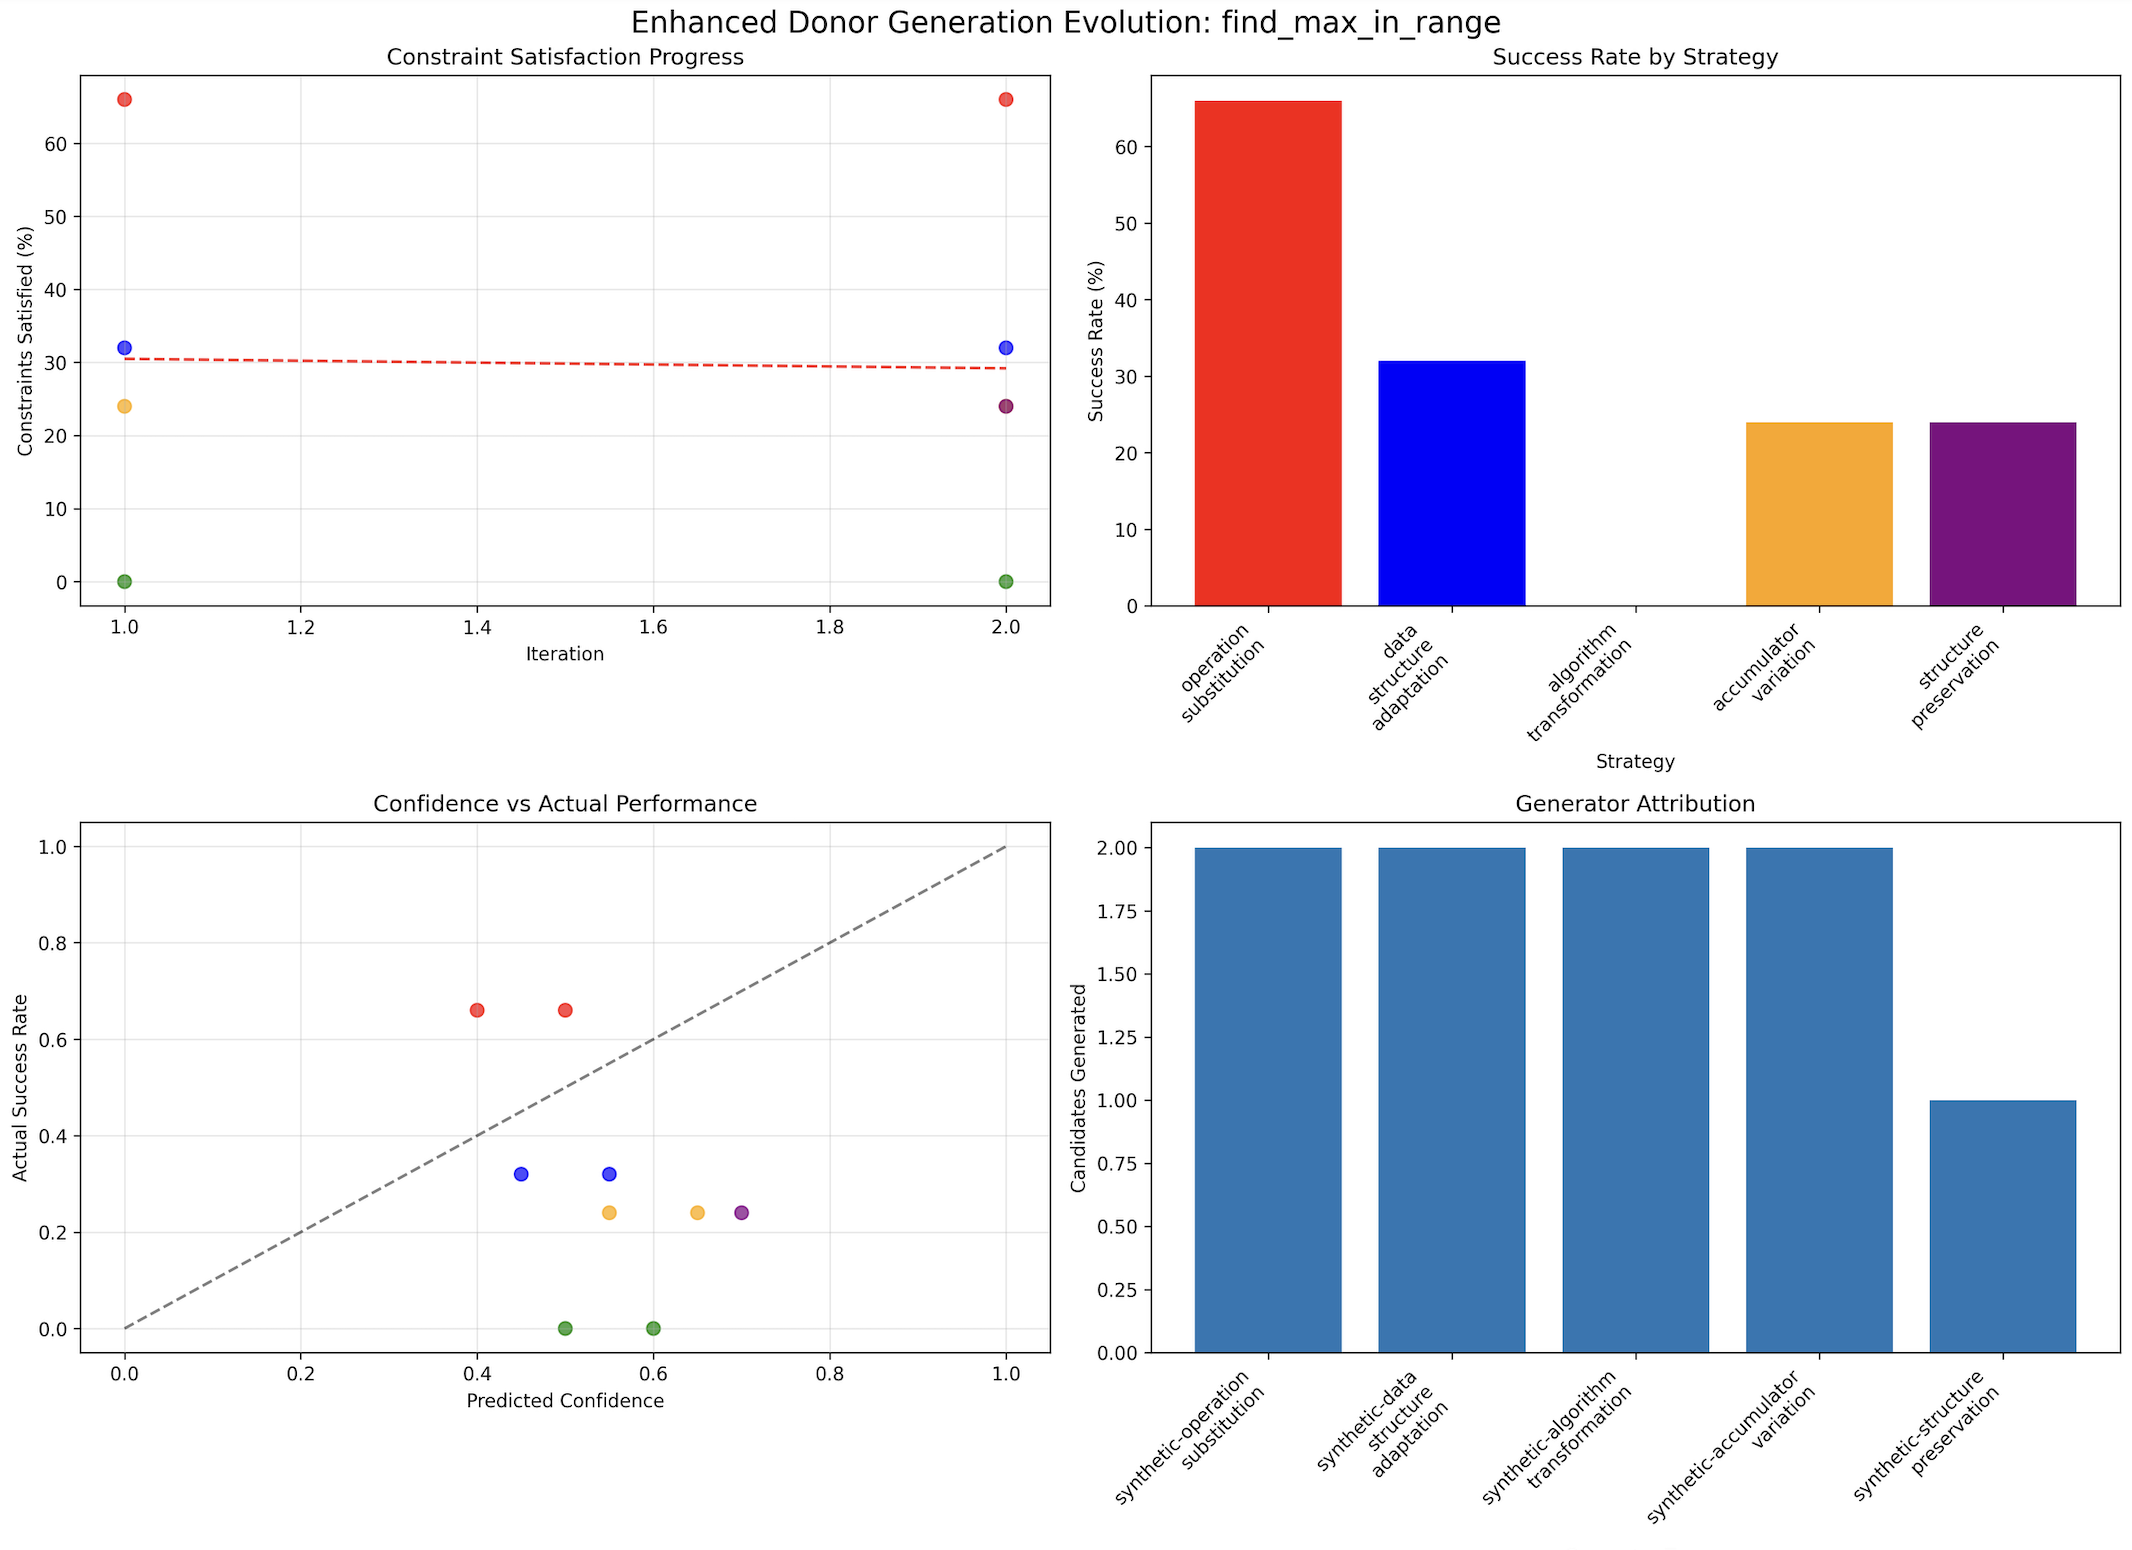 Enhanced Donor Generation Evolution: find_max_in_range
Constraint Satisfaction Progress
Constraints Satisfied (%)
60
50
40
30
20
10
0
1.0
1.2
1.4
1.6
1.8
2.0
Iteration
Success Rate by Strategy
Success Rate (%)
60
50
40
30
20
10
0
operation
substitution
data
structure
adaptation
algorithm
transformation
accumulator
variation
structure
preservation
Strategy
Confidence vs Actual Performance
Actual Success Rate
1.0
0.8
0.6
0.4
0.2
0.0
0.0
0.2
0.4
0.6
0.8
1.0
Predicted Confidence
Generator Attribution
Candidates Generated
2.00
1.75
1.50
1.25
1.00
0.75
0.50
0.25
0.00
synthetic-operation
substitution
synthetic-data
structure
adaptation
synthetic-algorithm
transformation
synthetic-accumulator
variation
synthetic-structure
preservation